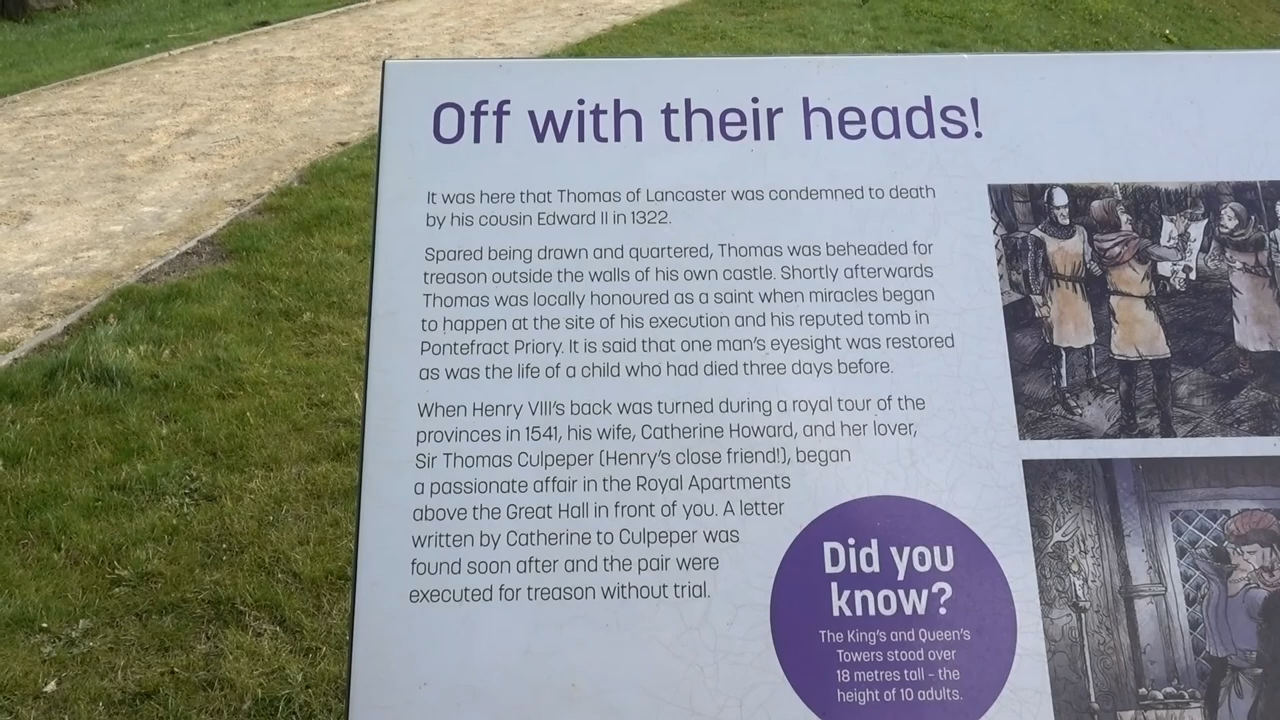 Off with their heads!
It was here that Thomas of Lancaster was condemned to death
by his cousin Edward II in 1322.
Spared being drawn and quartered, Thomas was beheaded for
treason outside the walls of his own castle. Shortly afterwards
Thomas was locally honoured as a saint when miracles began
to happen at the site of his execution and his reputed tomb in
Pontefract Priory. It is said that one man's eyesight was restored
as was the life of a child who had died three days before.
When Henry VIII's back was turned during a royal tour of the
provinces in 1541, his wife, Catherine Howard, and her lover,
Sir Thomas Culpeper (Henry's close friend!), began
a passionate affair in the Royal Apartments
above the Great Hall in front of you. A letter
written by Catherine to Culpeper was
found soon after and the pair were
executed for treason without trial.
Did you
know?
The King's and Queen's
Towers stood over
18 metres tall - the
height of 10 adults.